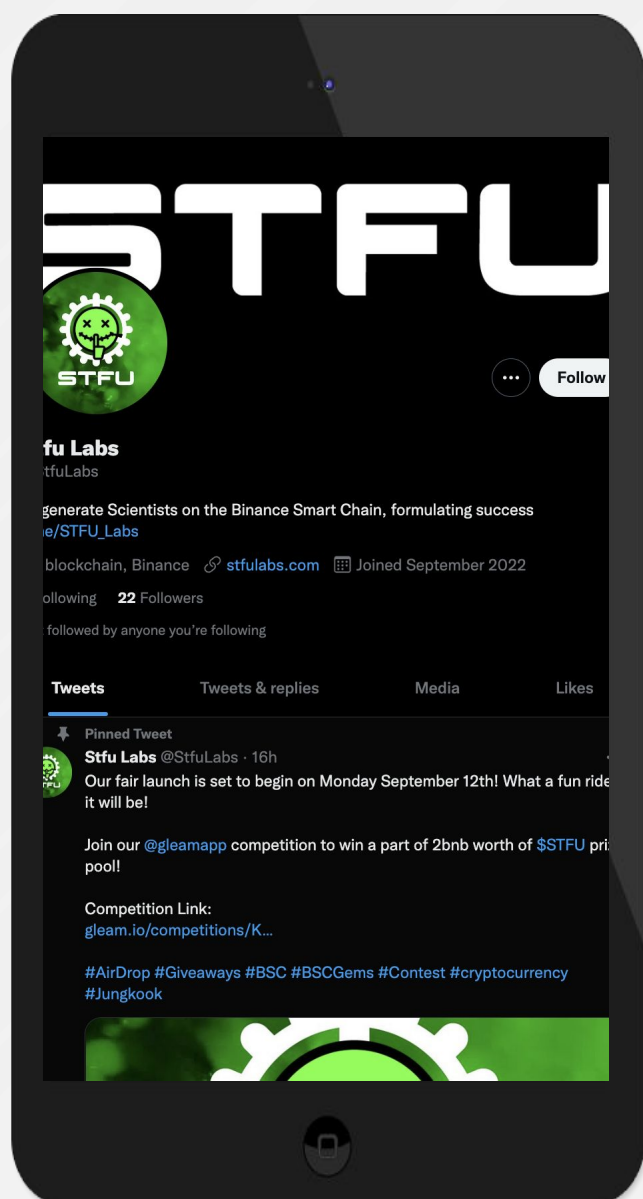 STFU
STFU
Follow
fu Labs
tfuLabs
generate Scientists on the Binance Smart Chain, formulating success
e/STFU_Labs
blockchain, Binance stfulabs.com Joined September 2022
ollowing 22 Followers
followed by anyone you're following
Tweets Tweets & replies Media Likes
Pinned Tweet
Stfu Labs @StfuLabs · 16h
Our fair launch is set to begin on Monday September 12th! What a fun ride
it will be!
Join our @gleamapp competition to win a part of 2bnb worth of $STFU pri
pool!
Competition Link:
gleam.io/competitions/K...
#AirDrop #Giveaways #BSC #BSCGems #Contest #cryptocurrency
#Jungkook